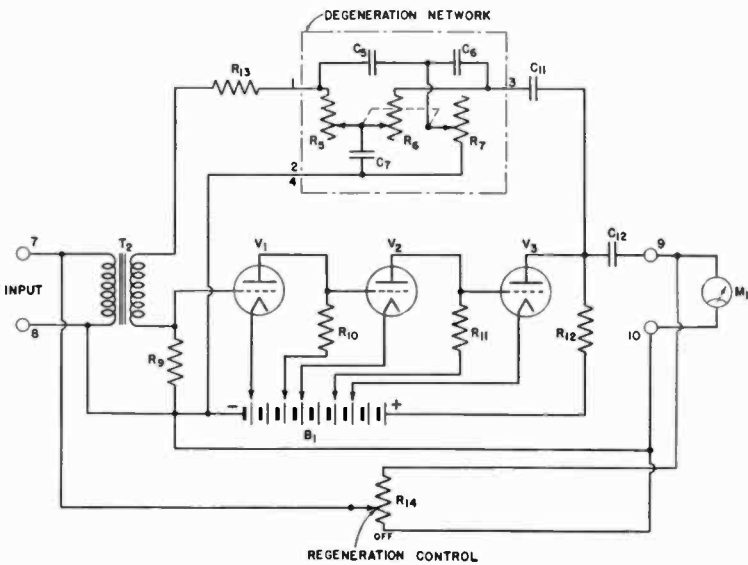 DEGENERATION NETWORK
C5
C6
R13
1
3
C11
R5
R6
R7
C7
2
4
7
T2
V1
V2
V3
C12
9
INPUT
M1
8
R9
R10
R11
R12
10
-
+
B1
R14
OFF
REGENERATION CONTROL